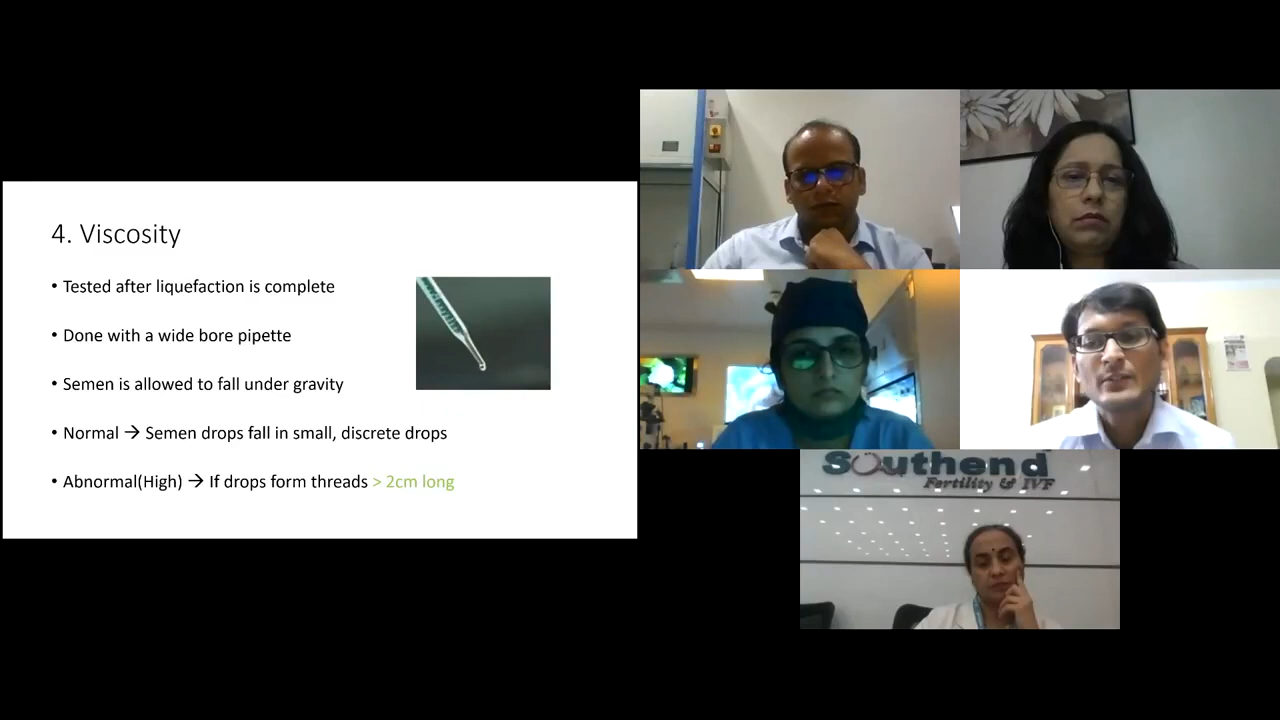 4. Viscosity
• Tested after liquefaction is complete
• Done with a wide bore pipette
• Semen is allowed to fall under gravity
• Normal → Semen drops fall in small, discrete drops
• Abnormal(High) → If drops form threads > 2cm long
Southend
Fertility & IVF